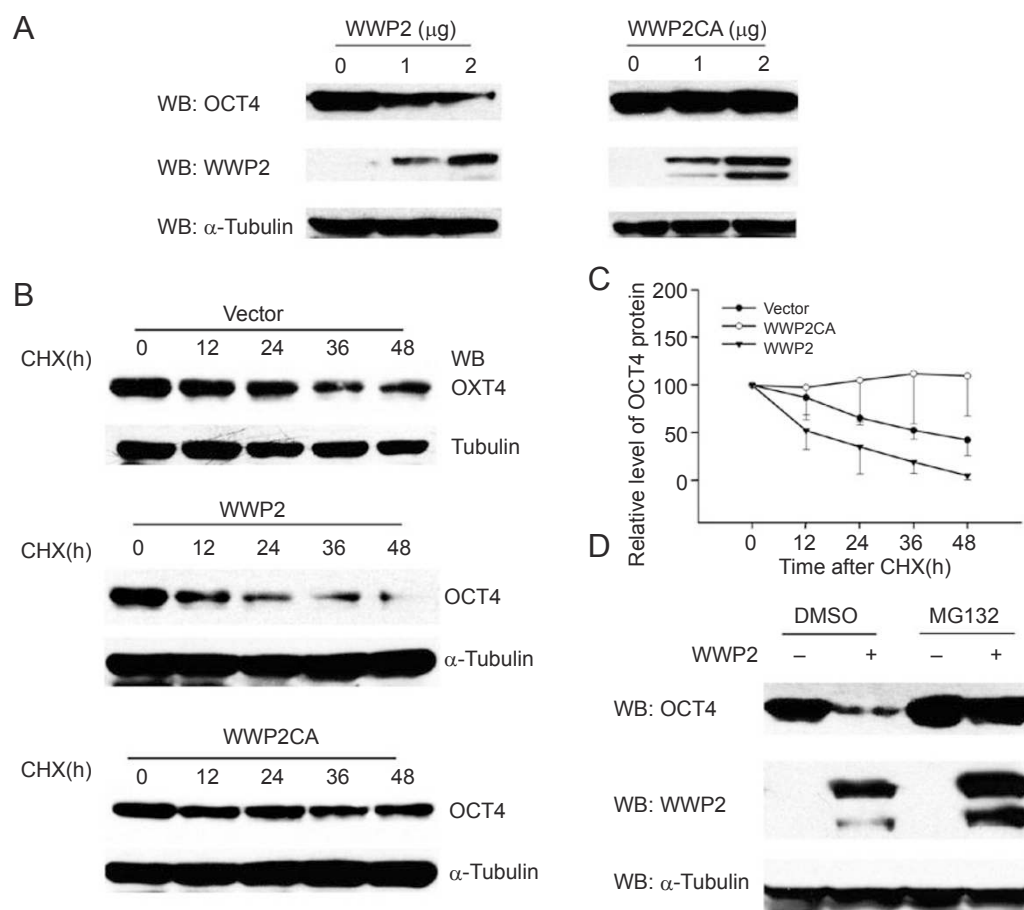 A
WWP2 (μg)
0 1 2
WWP2CA (μg)
0 1 2
WB: OCT4
WB: WWP2
WB: α-Tubulin
B
Vector
CHX(h) 0 12 24 36 48 WB
OXT4
Tubulin
WWP2
CHX(h) 0 12 24 36 48
OCT4
α-Tubulin
WWP2CA
CHX(h) 0 12 24 36 48
OCT4
α-Tubulin
C
Relative level of OCT4 protein
200
150
100
50
0
Vector
WWP2CA
WWP2
0 12 24 36 48
Time after CHX(h)
D
DMSO MG132
WWP2 – + – +
WB: OCT4
WB: WWP2
WB: α-Tubulin